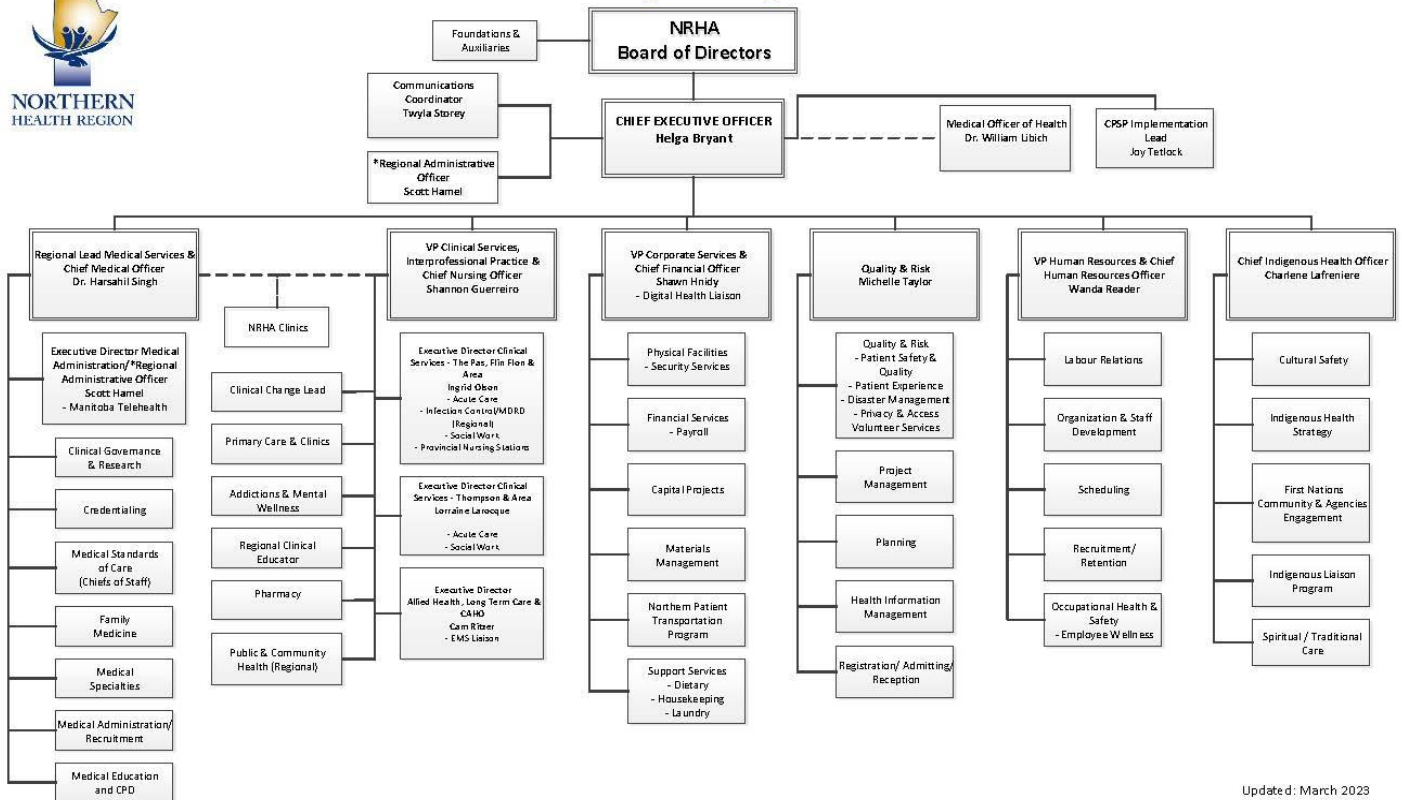 NORTHERN
HEALTH REGION
Foundations &
Auxiliaries
NRHA
Board of Directors
Communications
Coordinator
Twyla Storey
*Regional Administrative
Officer
Scott Hamel
CHIEF EXECUTIVE OFFICER
Helga Bryant
Medical Officer of Health
Dr. William Libich
CPSP Implementation
Lead
Joy Tetlock
Regional Lead Medical Services &
Chief Medical Officer
Dr. Harsahil Singh
Executive Director Medical
Administration/*Regional
Administrative Officer
Scott Hamel
- Manitoba Telehealth
Clinical Governance
& Research
Credentialing
Medical Standards
of Care
(Chiefs of Staff)
Family
Medicine
Medical
Specialties
Medical Administration/
Recruitment
Medical Education
and CPD
NRHA Clinics
VP Clinical Services,
Interprofessional Practice &
Chief Nursing Officer
Shannon Guerreiro
Clinical Change Lead
Primary Care & Clinics
Addictions & Mental
Wellness
Regional Clinical
Educator
Pharmacy
Public & Community
Health (Regional)
Executive Director Clinical
Services - The Pas, Flin Flon &
Area
Ingrid Olson
- Acute Care
- Infection Control/MDRD
(Regional)
- Social Work
- Provincial Nursing Stations
Executive Director Clinical
Services - Thompson & Area
Lorraine Larocque
- Acute Care
- Social Work
Executive Director
Allied Health, Long Term Care &
CAHO
Cam Ritzer
- EMS Liaison
VP Corporate Services &
Chief Financial Officer
Shawn Hnidy
- Digital Health Liaison
Physical Facilities
- Security Services
Financial Services
- Payroll
Capital Projects
Materials
Management
Northern Patient
Transportation
Program
Support Services
- Dietary
- Housekeeping
- Laundry
Quality & Risk
Michelle Taylor
Quality & Risk
- Patient Safety &
Quality
- Patient Experience
- Disaster Management
- Privacy & Access
Volunteer Services
Project
Management
Planning
Health Information
Management
Registration/ Admitting/
Reception
VP Human Resources & Chief
Human Resources Officer
Wanda Reader
Labour Relations
Organization & Staff
Development
Scheduling
Recruitment/
Retention
Occupational Health &
Safety
- Employee Wellness
Chief Indigenous Health Officer
Charlene Lafreniere
Cultural Safety
Indigenous Health
Strategy
First Nations
Community & Agencies
Engagement
Indigenous Liaison
Program
Spiritual / Traditional
Care
Updated: March 2023